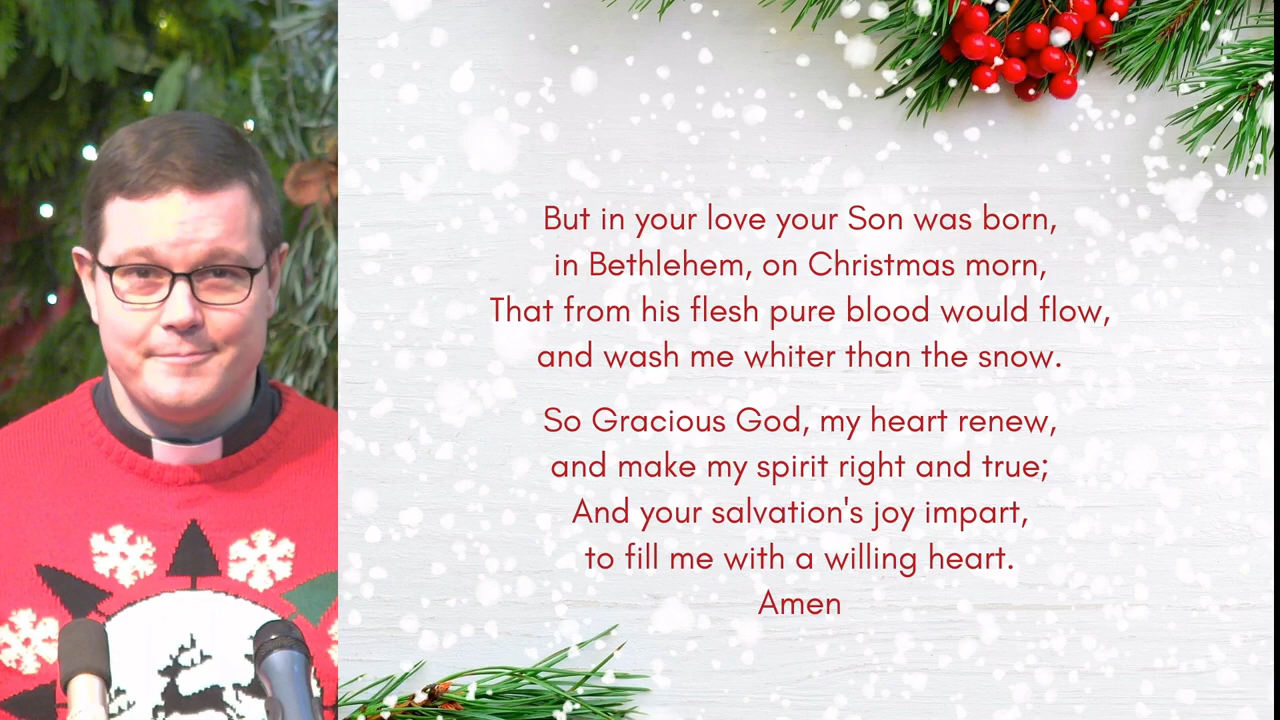 But in your love your Son was born,
in Bethlehem, on Christmas morn,
That from his flesh pure blood would flow,
and wash me whiter than the snow.
So Gracious God, my heart renew,
and make my spirit right and true;
And your salvation's joy impart,
to fill me with a willing heart.
Amen